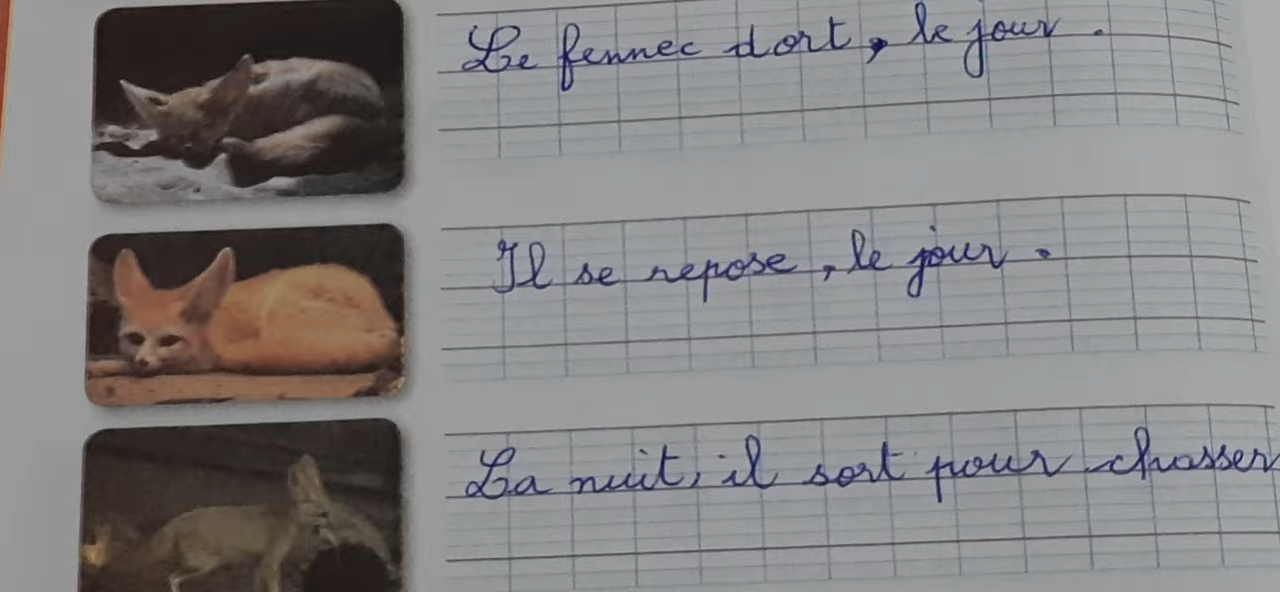 Le fennec dort, le jour.
Il se repose, le jour.
La nuit, il sort pour chasser